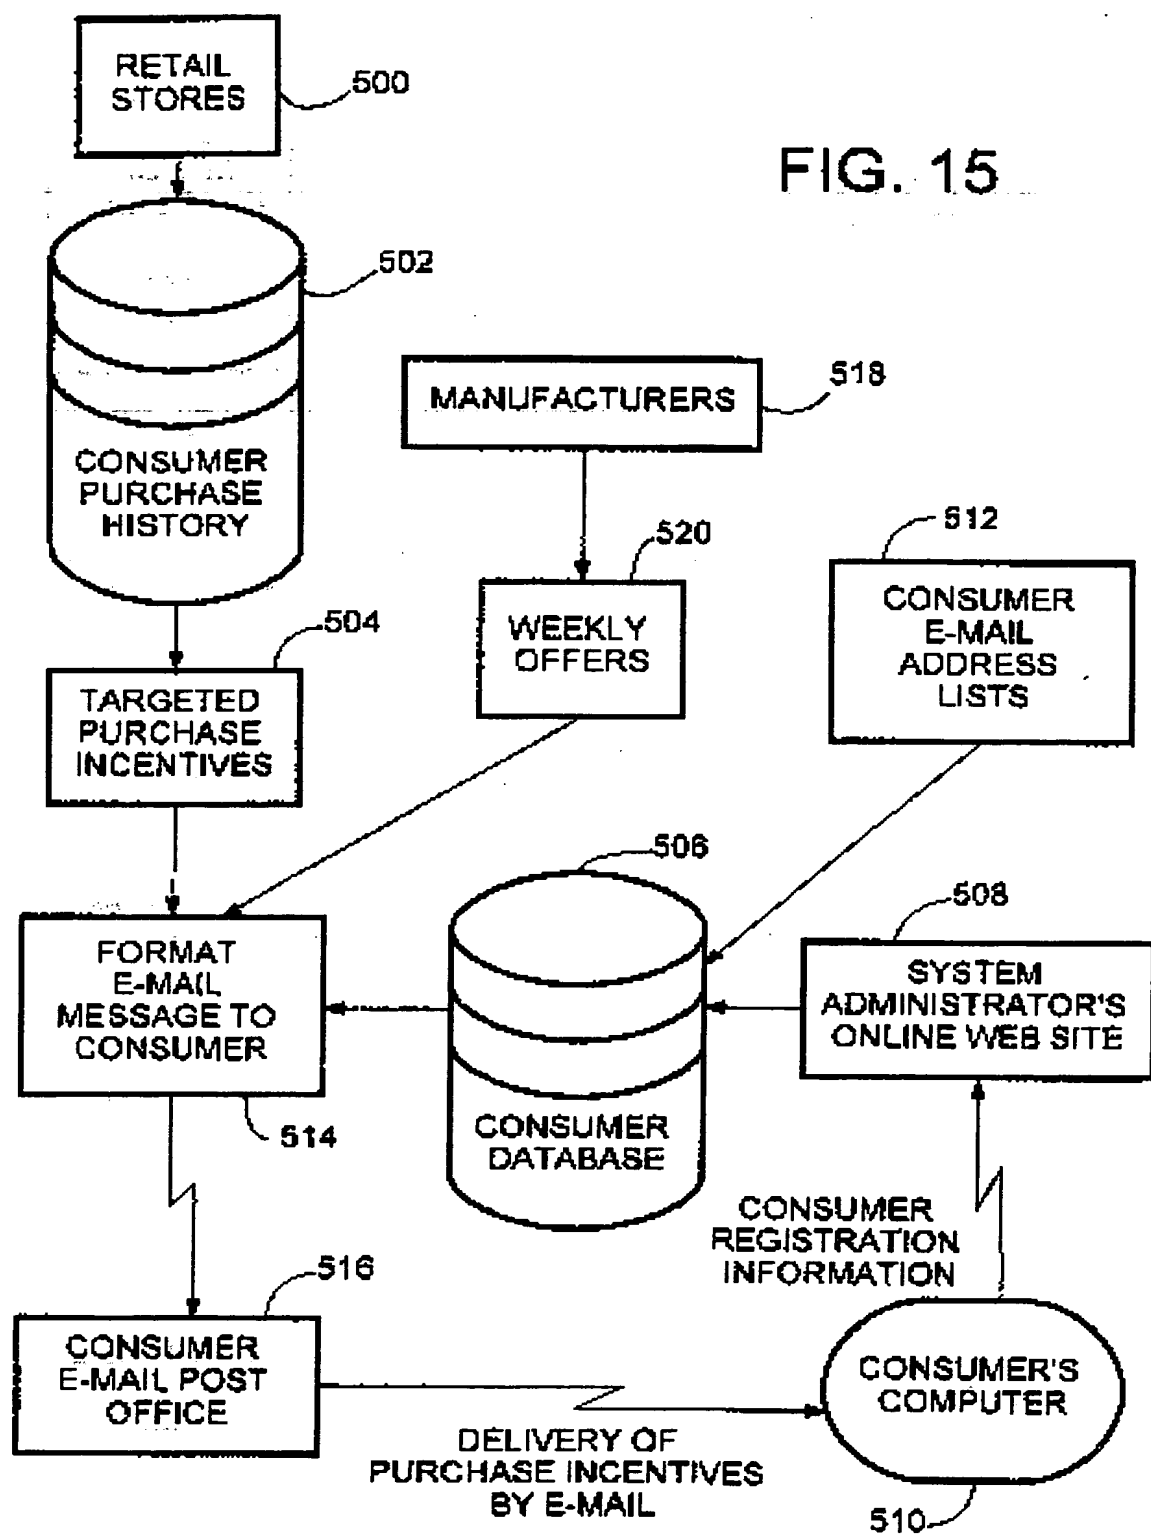 RETAIL
STORES
500
FIG. 15
502
CONSUMER
PURCHASE
HISTORY
MANUFACTURERS
518
520
WEEKLY
OFFERS
512
CONSUMER
E-MAIL
ADDRESS
LISTS
504
TARGETED
PURCHASE
INCENTIVES
506
CONSUMER
DATABASE
508
SYSTEM
ADMINISTRATOR'S
ONLINE WEB SITE
FORMAT
E-MAIL
MESSAGE TO
CONSUMER
514
CONSUMER
REGISTRATION
INFORMATION
516
CONSUMER
E-MAIL POST
OFFICE
DELIVERY OF
PURCHASE INCENTIVES
BY E-MAIL
CONSUMER'S
COMPUTER
510